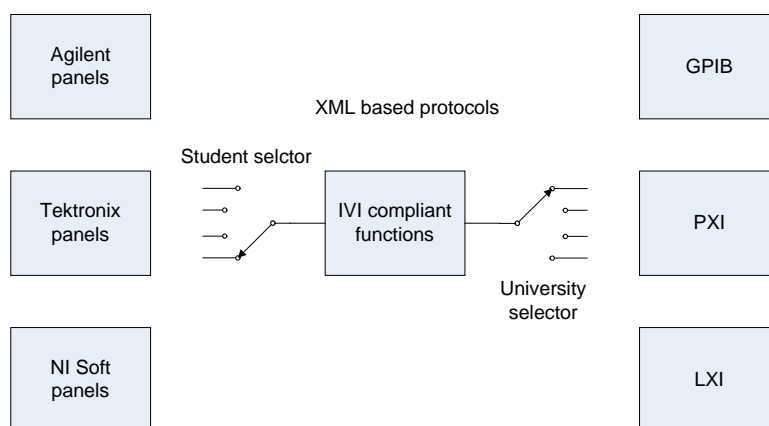 Agilent
panels
GPIB
XML based protocols
Student selctor
Tektronix
panels
IVI compliant
functions
PXI
University
selector
NI Soft
panels
LXI